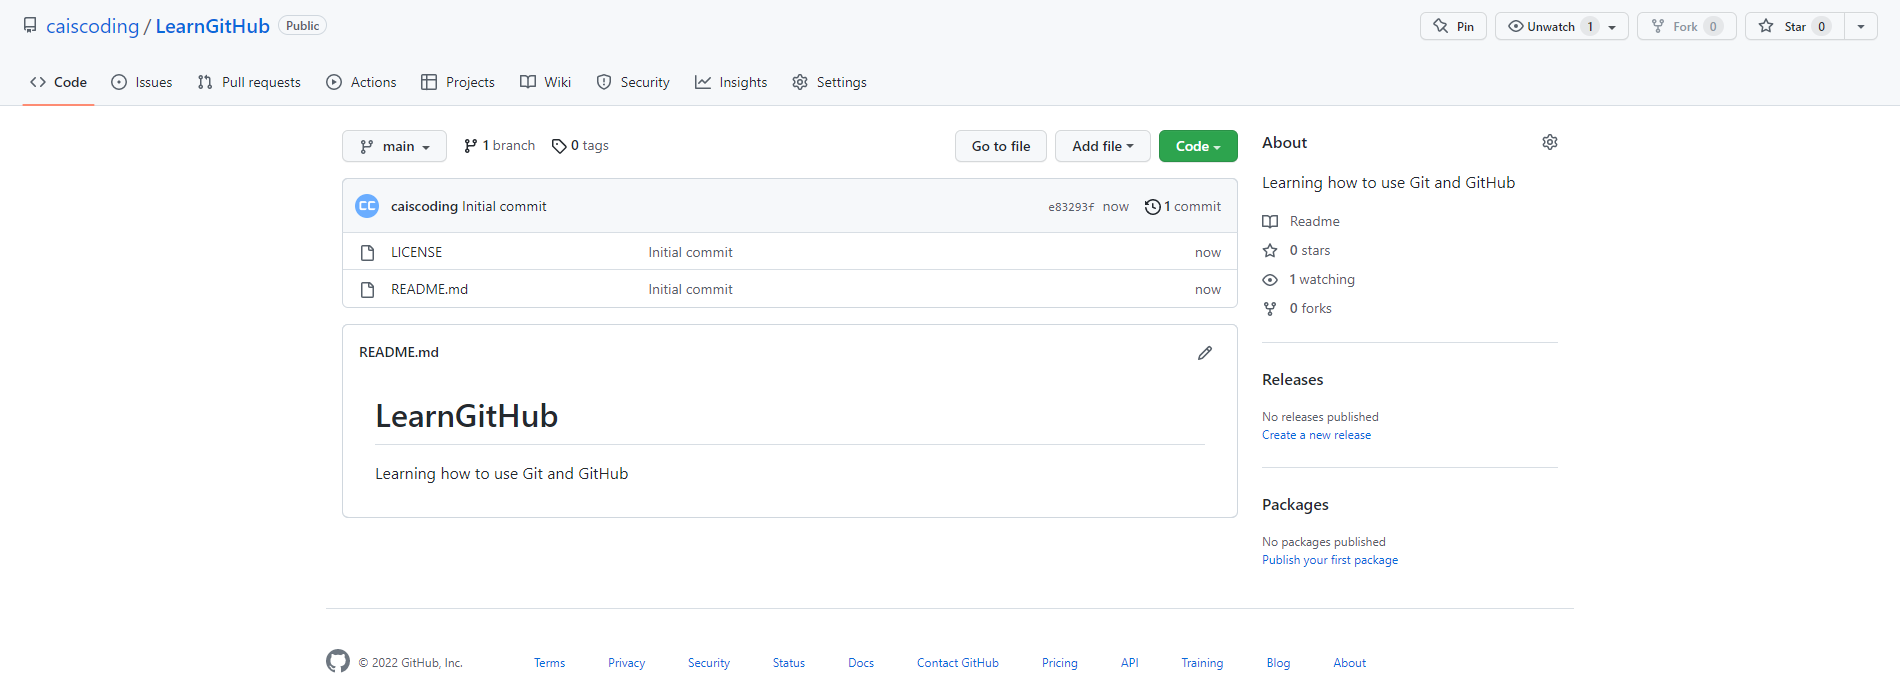 caiscoding / LearnGitHub Public Pin Unwatch 1 Fork 0 Star 0
Code Issues Pull requests Actions Projects Wiki Security Insights Settings
main 1 branch 0 tags Go to file Add file Code
CC caiscoding Initial commit e83293f now 1 commit
LICENSE Initial commit now
README.md Initial commit now
README.md
LearnGitHub
Learning how to use Git and GitHub
About
Learning how to use Git and GitHub
Readme
0 stars
1 watching
0 forks
Releases
No releases published
Create a new release
Packages
No packages published
Publish your first package
© 2022 GitHub, Inc. Terms Privacy Security Status Docs Contact GitHub Pricing API Training Blog About